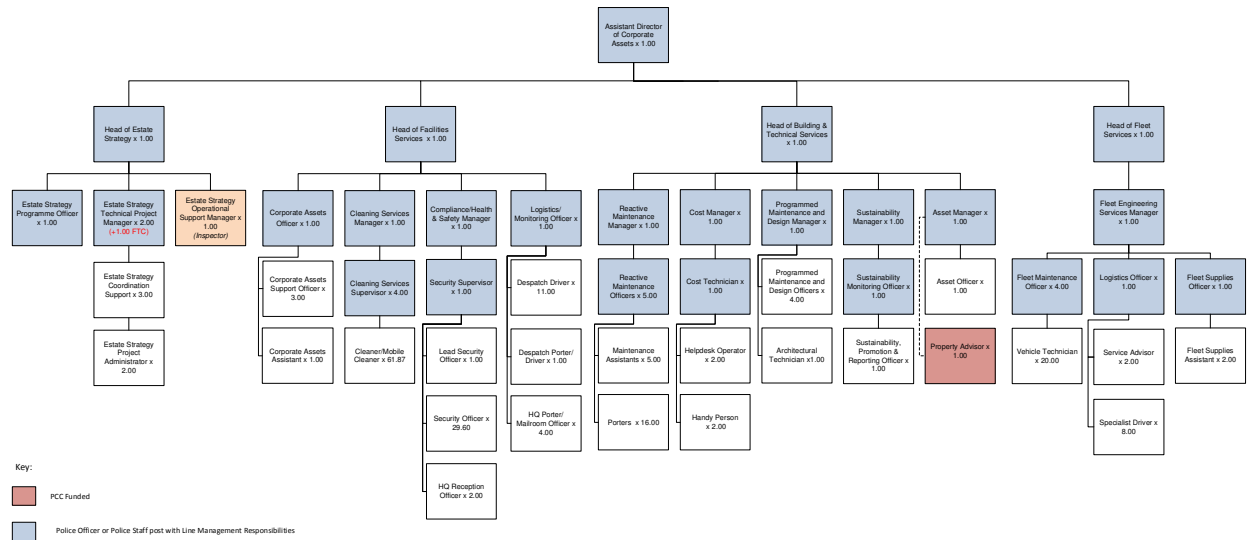 Assistant Director
of Corporate
Assets x 1.00
Head of Estate
Strategy x 1.00
Head of Facilities
Services x 1.00
Head of Building &
Technical Services
x 1.00
Head of Fleet
Services x 1.00
Estate Strategy
Programme Officer
x 1.00
Estate Strategy
Technical Project
Manager x 2.00
(+1.00 FTC)
Estate Strategy
Operational
Support Manager x
1.00
(Inspector)
Corporate Assets
Officer x 1.00
Cleaning Services
Manager x 1.00
Compliance/Health
& Safety Manager
x 1.00
Logistics/
Monitoring Officer x
1.00
Reactive
Maintenance
Manager x 1.00
Cost Manager x
1.00
Programmed
Maintenance and
Design Manager x
1.00
Sustainability
Manager x 1.00
Asset Manager x
1.00
Fleet Engineering
Services Manager
x 1.00
Estate Strategy
Coordination
Support x 3.00
Corporate Assets
Support Officer x
3.00
Cleaning Services
Supervisor x 4.00
Security Supervisor
x 1.00
Despatch Driver x
11.00
Reactive
Maintenance
Officers x 5.00
Cost Technician x
1.00
Programmed
Maintenance and
Design Officers x
4.00
Sustainability
Monitoring Officer x
1.00
Asset Officer x
1.00
Fleet Maintenance
Officer x 4.00
Logistics Officer x
1.00
Fleet Supplies
Officer x 1.00
Estate Strategy
Project
Administrator x
2.00
Corporate Assets
Assistant x 1.00
Cleaner/Mobile
Cleaner x 61.87
Lead Security
Officer x 1.00
Despatch Porter/
Driver x 1.00
Maintenance
Assistants x 5.00
Helpdesk Operator
x 2.00
Architectural
Technician x1.00
Sustainability,
Promotion &
Reporting Officer x
1.00
Property Advisor x
1.00
Vehicle Technician
x 20.00
Service Advisor
x 2.00
Fleet Supplies
Assistant x 2.00
Security Officer x
29.60
HQ Porter/
Mailroom Officer x
4.00
Porters x 16.00
Handy Person
x 2.00
Specialist Driver x
8.00
HQ Reception
Officer x 2.00
Key:
PCC Funded
Police Officer or Police Staff post with Line Management Responsibilities